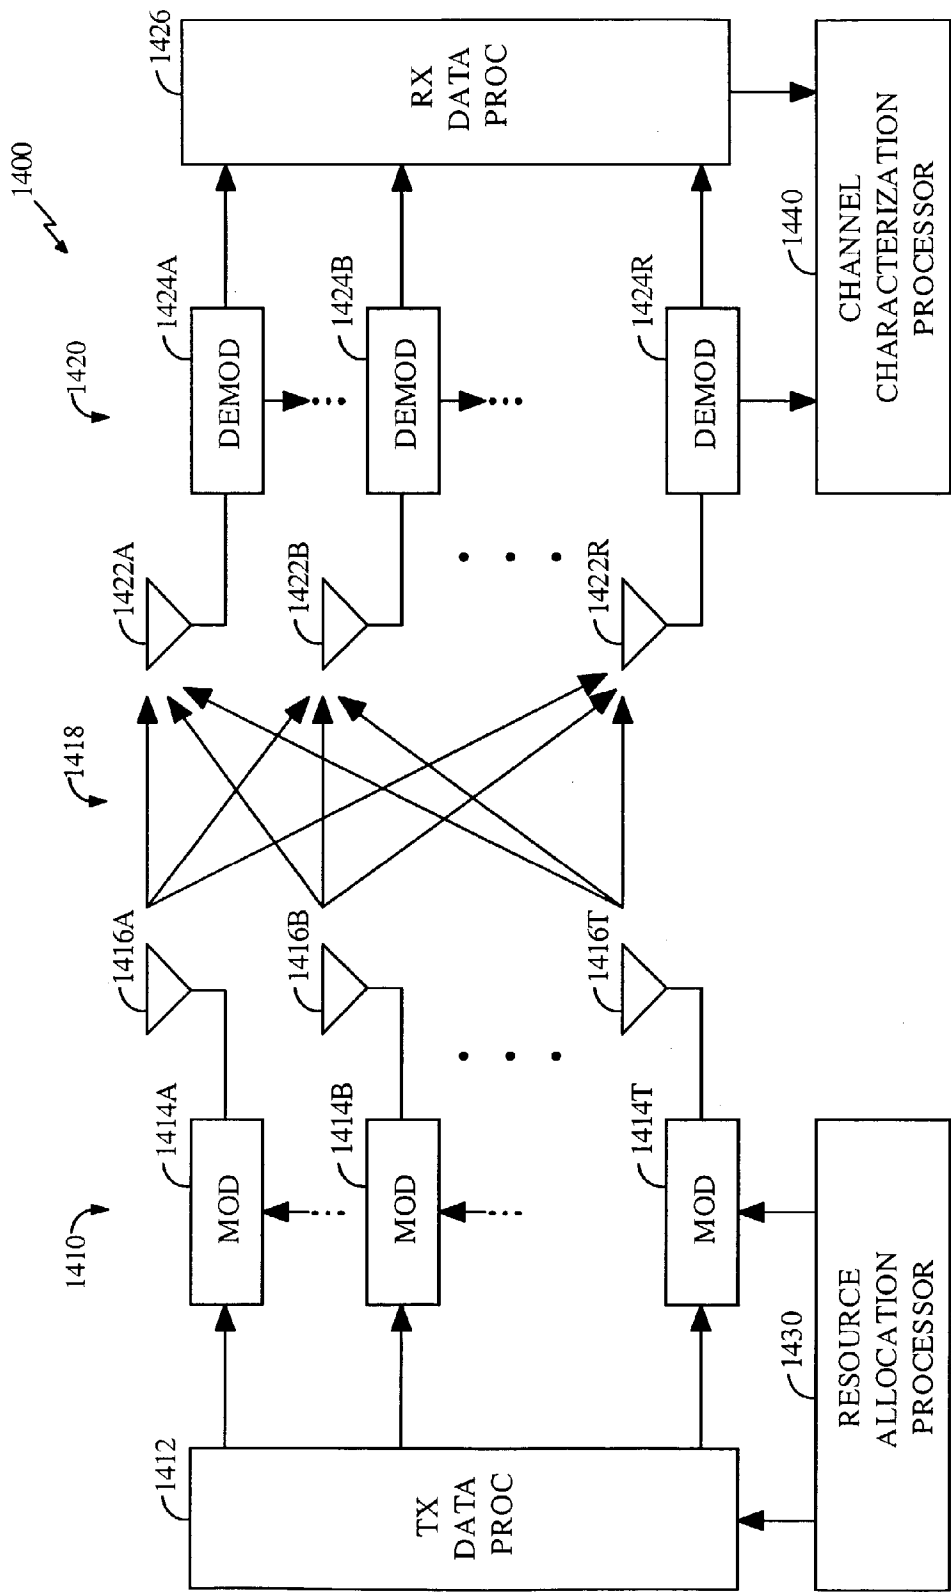 1400
1410
1418
1420
1412
TX
DATA
PROC
1414A
MOD
1416A
1422A
1424A
DEMOD
1426
RX
DATA
PROC
1414B
MOD
1416B
1422B
1424B
DEMOD
1414T
MOD
1416T
1422R
1424R
DEMOD
1430
RESOURCE
ALLOCATION
PROCESSOR
1440
CHANNEL
CHARACTERIZATION
PROCESSOR